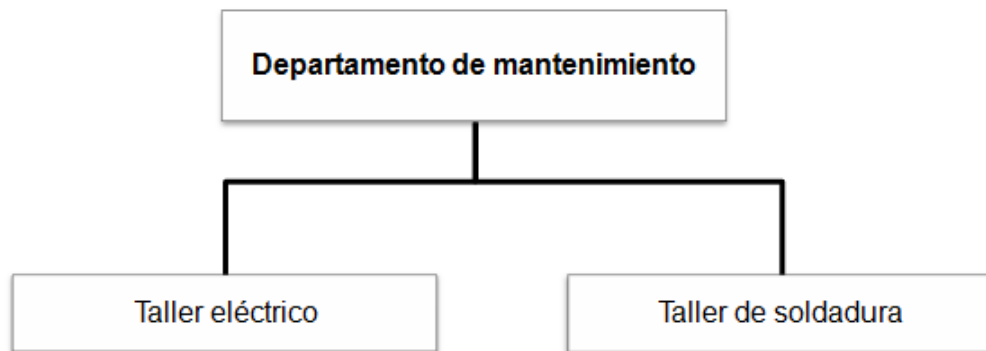 Departamento de mantenimiento
Taller eléctrico
Taller de soldadura